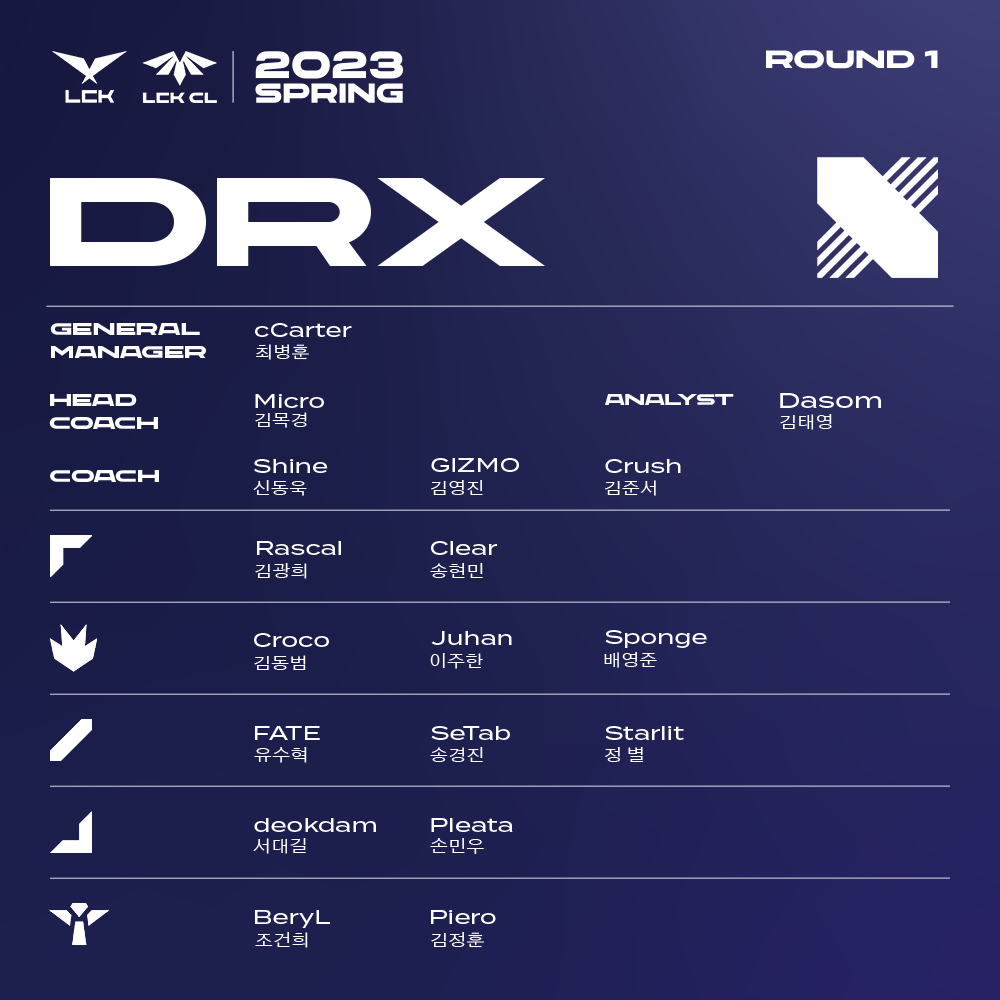 LCK LCK CL 2023
SPRING
ROUND 1
DRX
GENERAL
MANAGER
cCarter
최병훈
HEAD
COACH
Micro
김목경
ANALYST
Dasom
김태영
COACH
Shine
신동욱
GIZMO
김영진
Crush
김준서
Rascal
김광희
Clear
송현민
Croco
김동범
Juhan
이주한
Sponge
배영준
FATE
유수혁
SeTab
송경진
Starlit
정 별
deokdam
서대길
Pleata
손민우
BeryL
조건희
Piero
김정훈